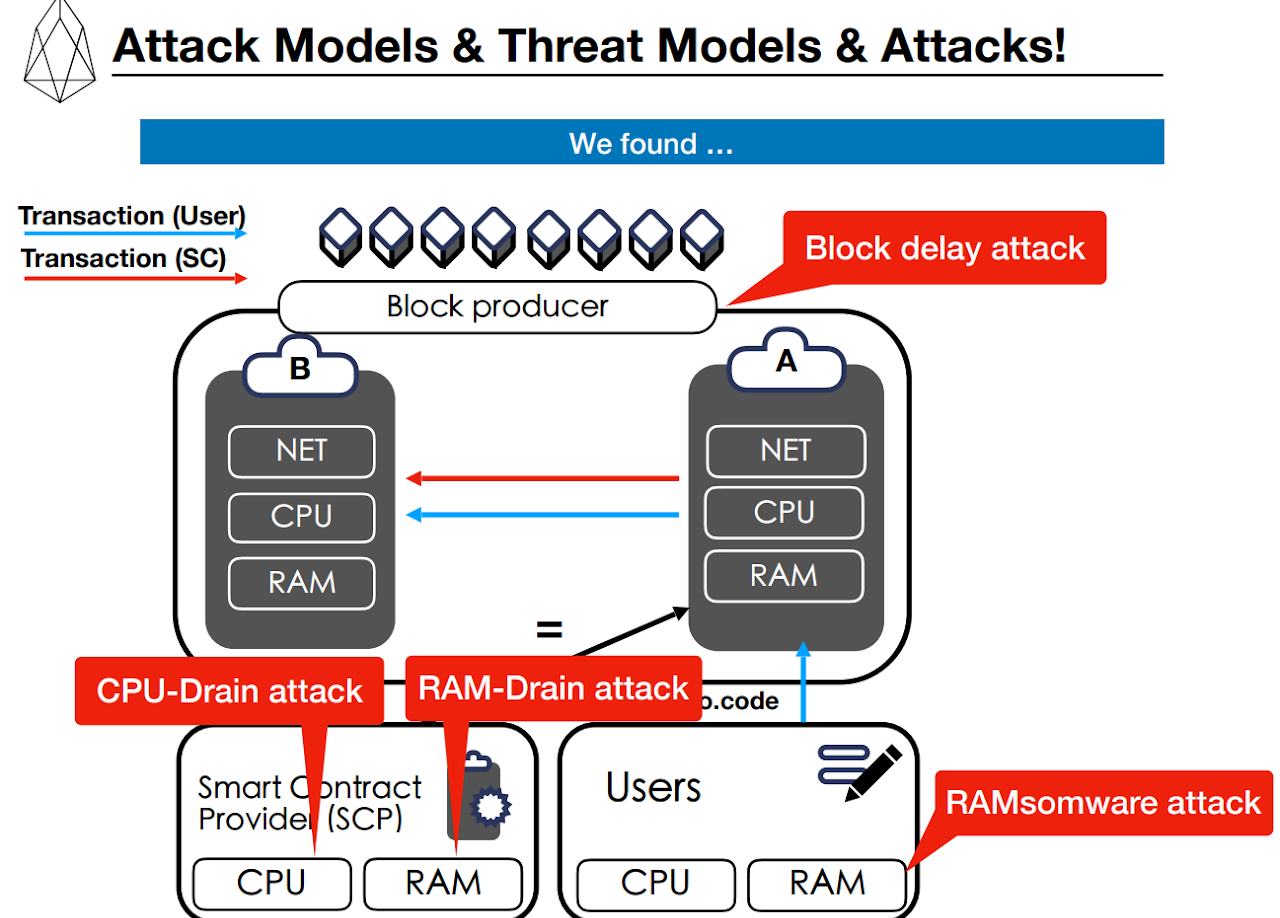 Attack Models & Threat Models & Attacks!
We found ...
Transaction (User)
Transaction (SC)
Block delay attack
Block producer
B
A
NET
CPU
RAM
NET
CPU
RAM
=
CPU-Drain attack
RAM-Drain attack
o.code
Smart Contract
Provider (SCP)
CPU
RAM
Users
CPU
RAM
RAMsomware attack